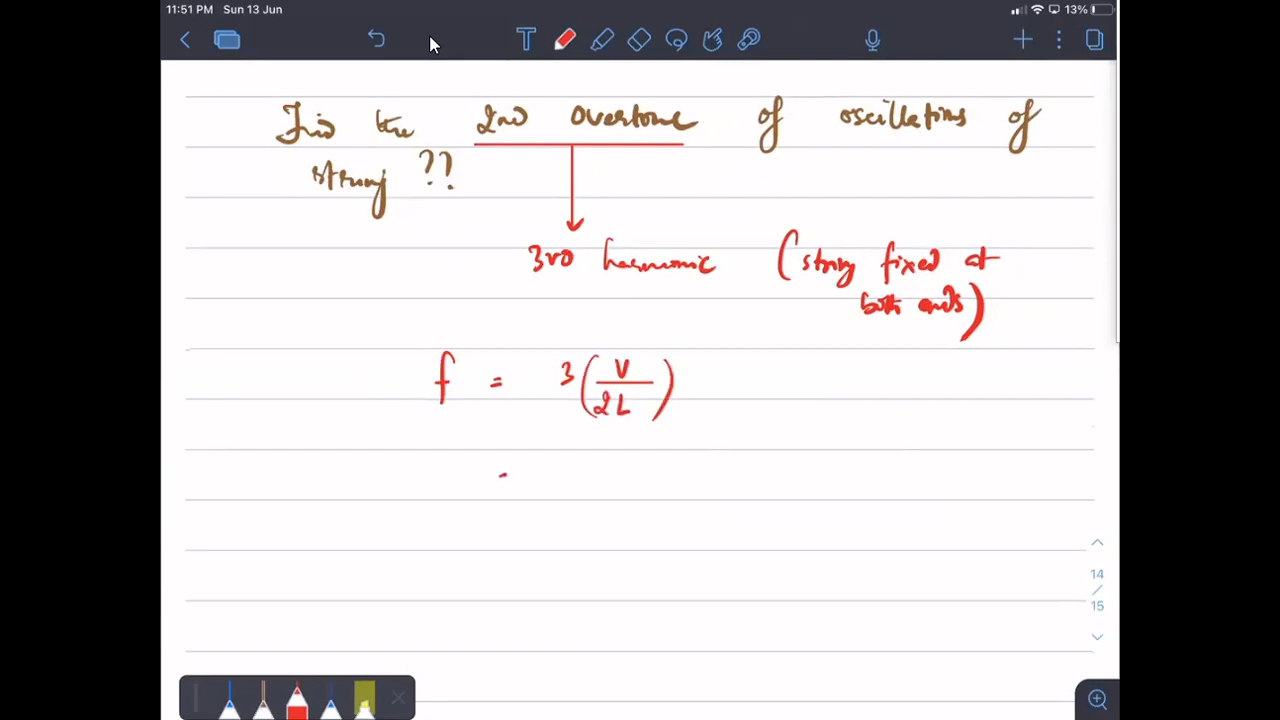 11:51 PM Sun 13 Jun 13%
Find the 2nd overtone of oscillations of
string ??
3rd harmonic (string fixed at
both ends)
f = 3(V/2L)
14
/
15